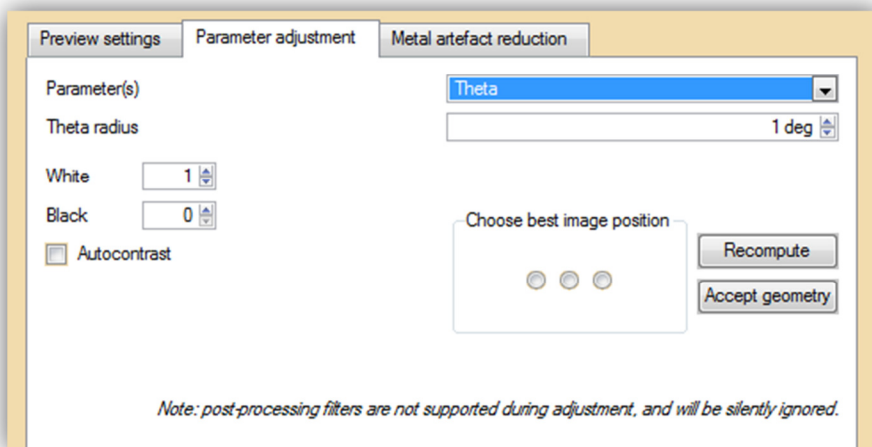 Preview settings Parameter adjustment Metal artefact reduction
Parameter(s) Theta
Theta radius 1 deg
White 1
Black 0
Autocontrast
Choose best image position
Recompute
Accept geometry
Note: post-processing filters are not supported during adjustment, and will be silently ignored.